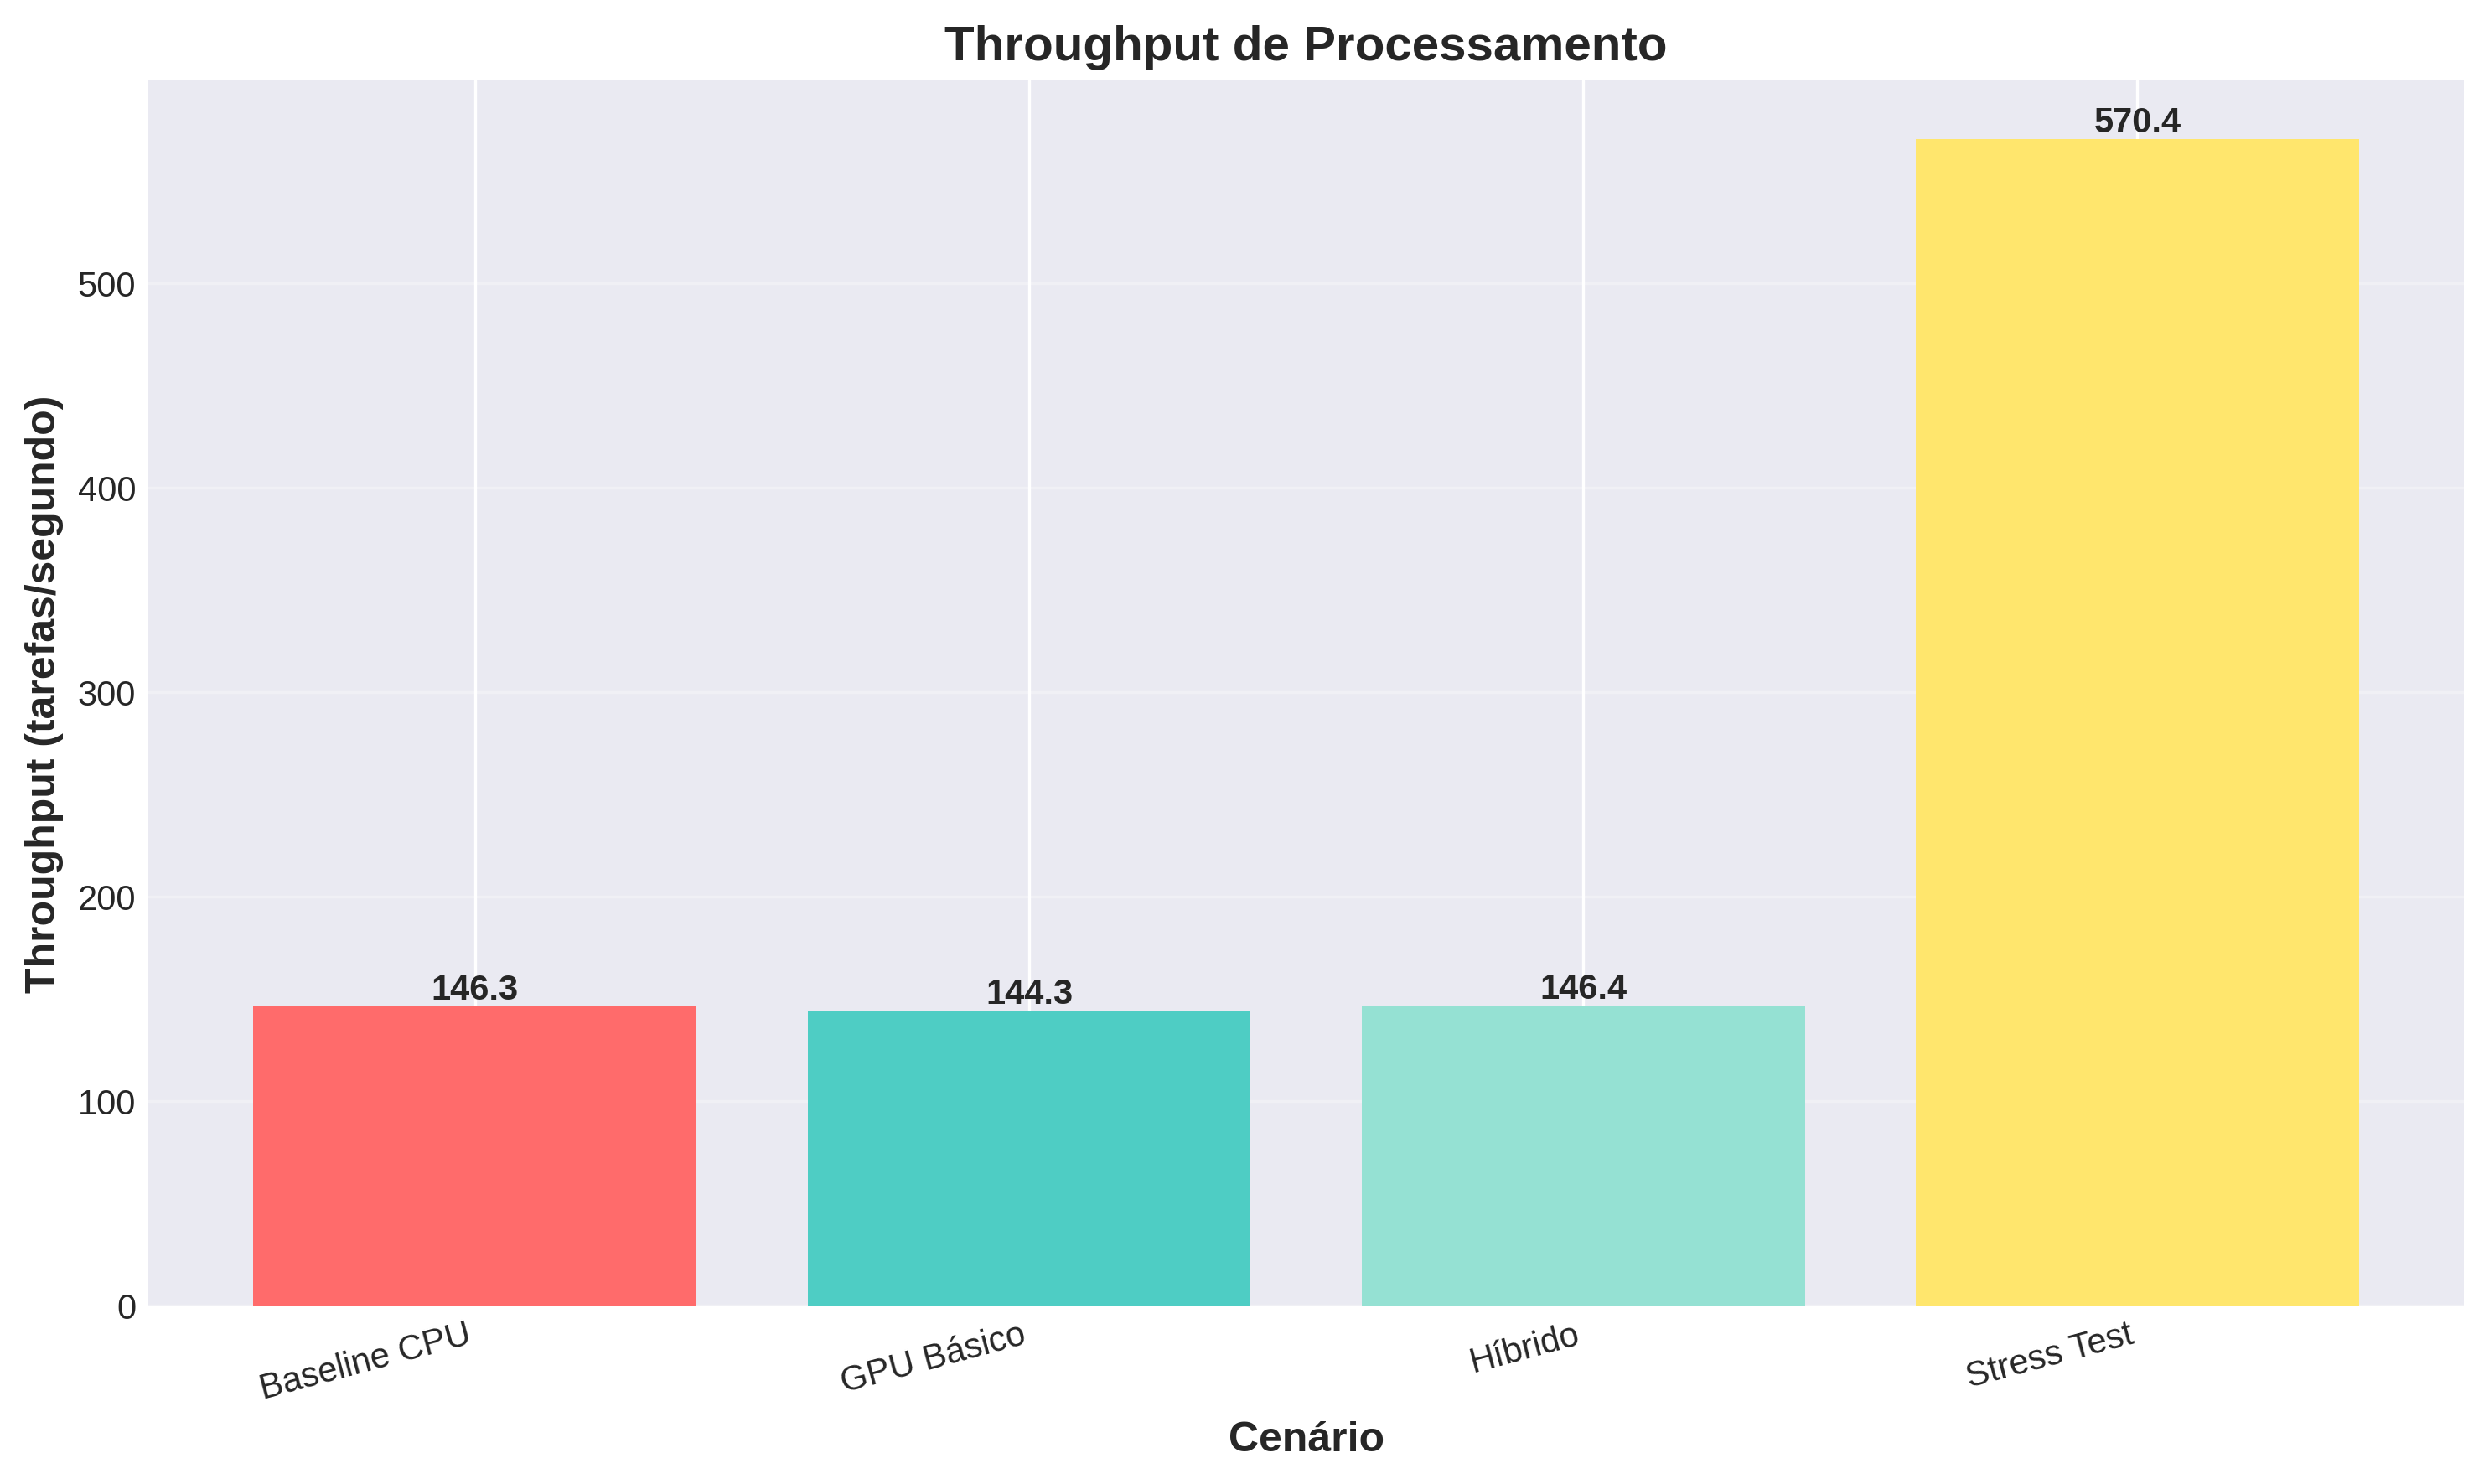 Throughput de Processamento
Throughput (tarefas/segundo)
500
400
300
200
100
0
146.3
144.3
146.4
570.4
Baseline CPU
GPU Básico
Híbrido
Stress Test
Cenário